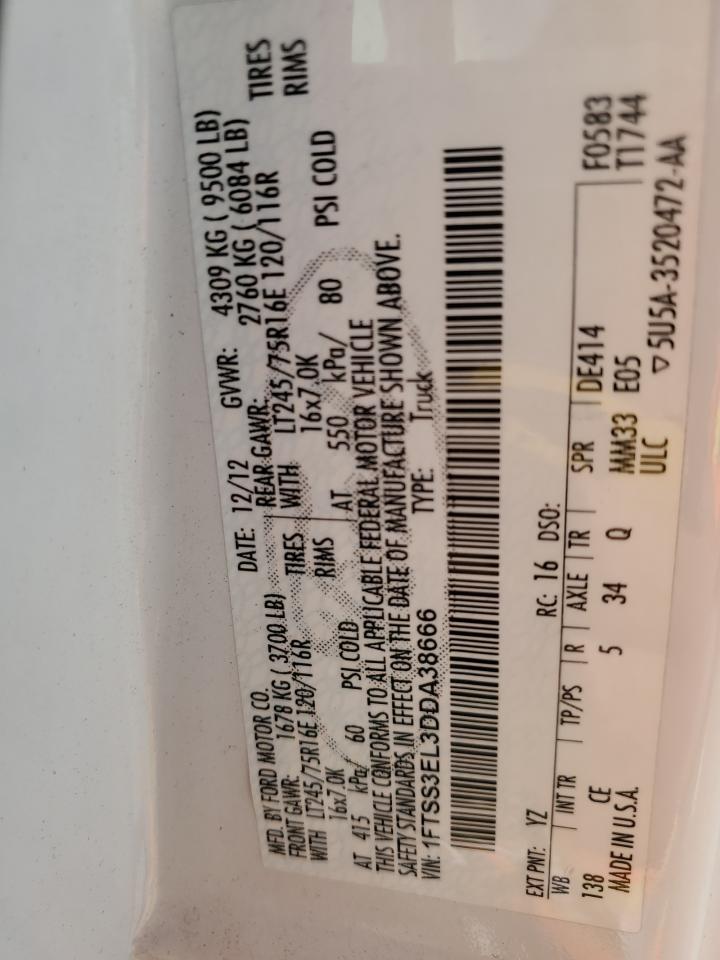 MFD. BY FORD MOTOR CO. DATE: 12/12 GVWR: 4309 KG ( 9500 LB)
FRONT GAWR: 1678 KG ( 3700 LB) REAR GAWR: 2760 KG ( 6084 LB)
WITH LT245/75R16E 120/116R TIRES WITH LT245/75R16E 120/116R TIRES
16x7.0K RIMS 16x7.0K RIMS
AT 415 kPa/ 60 PSI COLD AT 550 kPa/ 80 PSI COLD
THIS VEHICLE CONFORMS TO ALL APPLICABLE FEDERAL MOTOR VEHICLE
SAFETY STANDARDS IN EFFECT ON THE DATE OF MANUFACTURE SHOWN ABOVE.
VIN: 1FTSS3EL3DDA38666 TYPE: Truck
EXT PNT: YZ RC: 16 DSO:
WB INT TR TP/PS R AXLE TR SPR DE414 F0583
138 CE 5 34 Q MM33 E05 T1744
MADE IN U.S.A. ULC 5U5A-3520472-AA